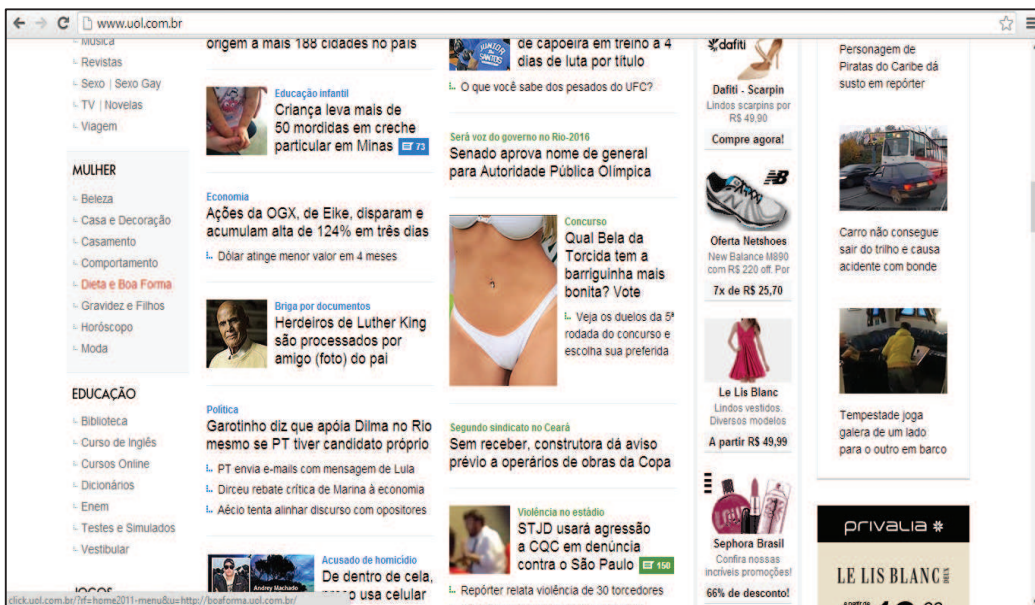 www.uol.com.br
Música
Revistas
Sexo | Sexo Gay
TV | Novelas
Viagem
MULHER
Beleza
Casa e Decoração
Casamento
Comportamento
Dieta e Boa Forma
Gravidez e Filhos
Horóscopo
Moda
EDUCAÇÃO
Biblioteca
Curso de Inglês
Cursos Online
Dicionários
Enem
Testes e Simulados
Vestibular
JOGOS
click.uol.com.br/?rf=home2011-menu&u=http://boaforma.uol.com.br/
origem a mais 188 cidades no país
Educação infantil
Criança leva mais de
50 mordidas em creche
particular em Minas 73
Economia
Ações da OGX, de Eike, disparam e
acumulam alta de 124% em três dias
Dólar atinge menor valor em 4 meses
Briga por documentos
Herdeiros de Luther King
são processados por
amigo (foto) do pai
Política
Garotinho diz que apóia Dilma no Rio
mesmo se PT tiver candidato próprio
PT envia e-mails com mensagem de Lula
Dirceu rebate crítica de Marina à economia
Aécio tenta alinhar discurso com opositores
Acusado de homicídio
De dentro de cela,
preso usa celular
Andrey Machado
JUNIOR
DOS
SANTOS
de capoeira em treino a 4
dias de luta por título
O que você sabe dos pesados do UFC?
Será voz do governo no Rio-2016
Senado aprova nome de general
para Autoridade Pública Olímpica
Concurso
Qual Bela da
Torcida tem a
barriguinha mais
bonita? Vote
Veja os duelos da 5ª
rodada do concurso e
escolha sua preferida
Segundo sindicato no Ceará
Sem receber, construtora dá aviso
prévio a operários de obras da Copa
Violência no estádio
STJD usará agressão
a CQC em denúncia
contra o São Paulo 150
Repórter relata violência de 30 torcedores
dafiti
Dafiti - Scarpin
Lindos scarpins por
R$ 49,90
Compre agora!
NB
Oferta Netshoes
New Balance M890
com R$ 220 off. Por
7x de R$ 25,70
Le Lis Blanc
Lindos vestidos.
Diversos modelos
A partir R$ 49,99
Sephora Brasil
Confira nossas
incríveis promoções!
66% de desconto!
Personagem de
Piratas do Caribe dá
susto em repórter
Carro não consegue
sair do trilho e causa
acidente com bonde
Tempestade joga
galera de um lado
para o outro em barco
privalia
LE LIS BLANC
DEUX